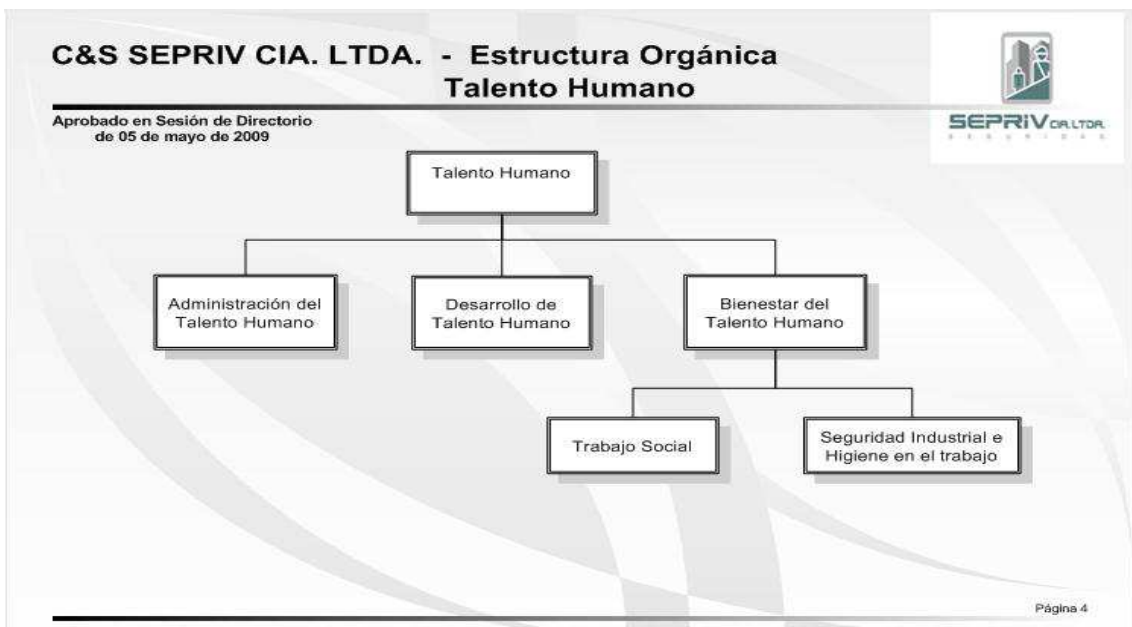 C&S SEPRIV CIA. LTDA. - Estructura Orgánica
Talento Humano
Aprobado en Sesión de Directorio
de 05 de mayo de 2009
SEPRIV CIA. LTDA.
SEGURIDAD
Talento Humano
Administración del
Talento Humano
Desarrollo de
Talento Humano
Bienestar del
Talento Humano
Trabajo Social
Seguridad Industrial e
Higiene en el trabajo
Página 4